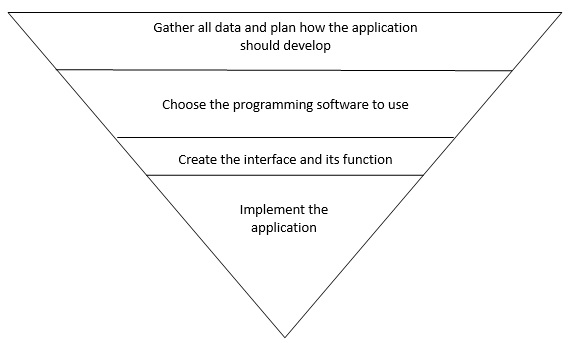 Gather all data and plan how the application
should develop
Choose the programming software to use
Create the interface and its function
Implement the
application